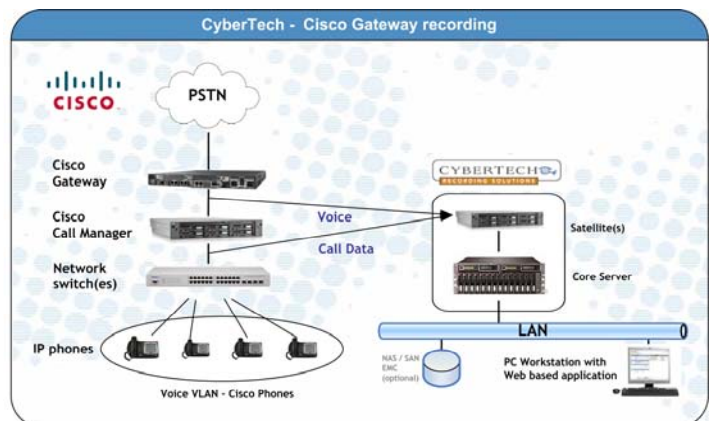 CyberTech - Cisco Gateway recording
CISCO
PSTN
Cisco
Gateway
Cisco
Call Manager
Network
switch(es)
IP phones
Voice VLAN - Cisco Phones
Voice
Call Data
CYBERTECH
RECORDING SOLUTIONS
Satellite(s)
Core Server
LAN
NAS / SAN
EMC
(optional)
PC Workstation with
Web based application